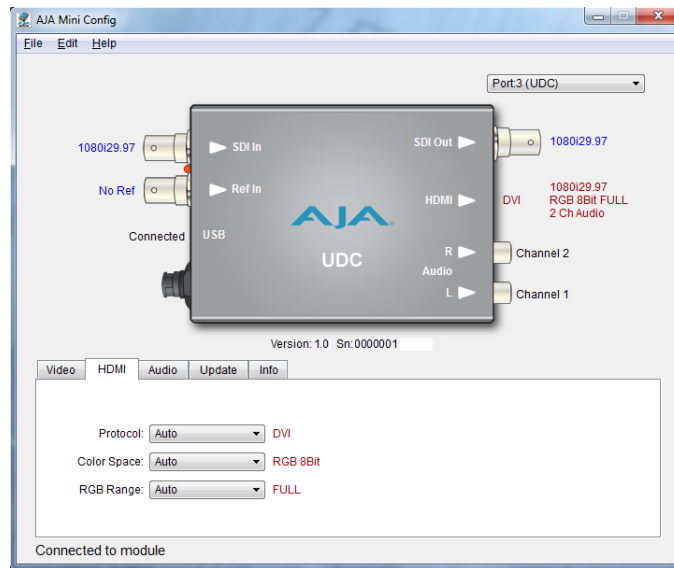 AJA Mini Config
File Edit Help
Port:3 (UDC)
1080i29.97
SDI In
SDI Out
1080i29.97
No Ref
Ref In
HDMI
DVI
1080i29.97
RGB 8Bit FULL
2 Ch Audio
Connected
USB
AJA
UDC
R
Audio
L
Channel 2
Channel 1
Version: 1.0 Sn:0000001
Video HDMI Audio Update Info
Protocol: Auto DVI
Color Space: Auto RGB 8Bit
RGB Range: Auto FULL
Connected to module